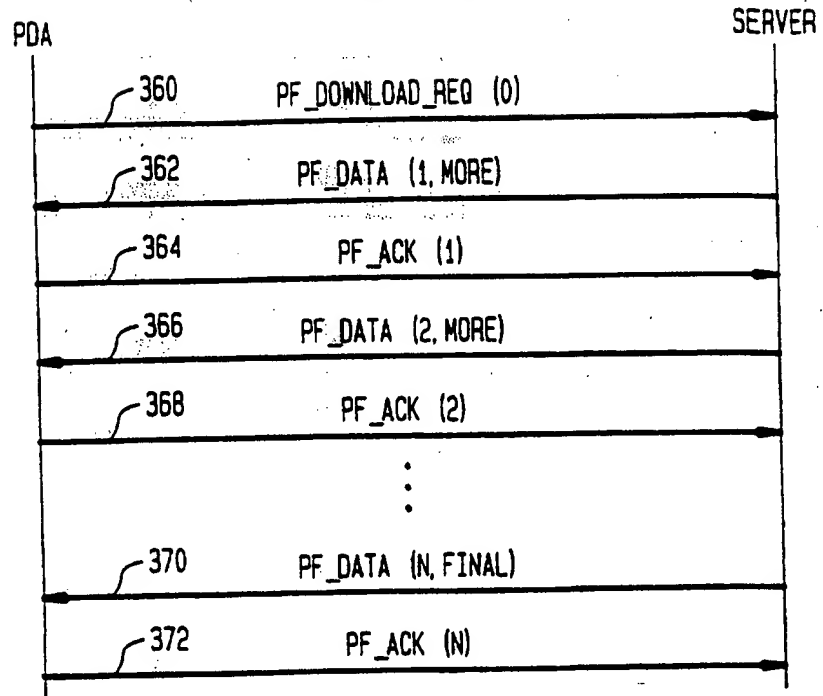 PDA
SERVER
360 PF_DOWNLOAD_REQ (0)
362 PF_DATA (1, MORE)
364 PF_ACK (1)
366 PF_DATA (2, MORE)
368 PF_ACK (2)
370 PF_DATA (N, FINAL)
372 PF_ACK (N)